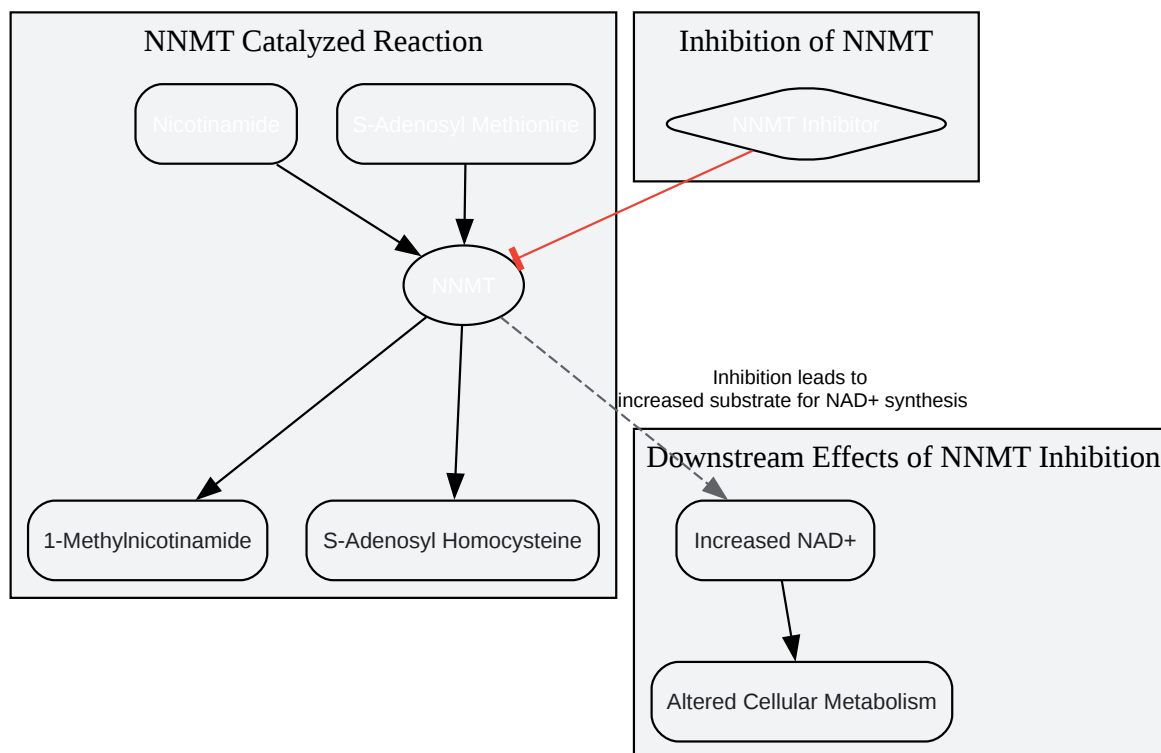 NNMT Catalyzed Reaction
Inhibition of NNMT
Nicotinamide
S-Adenosyl Methionine
NNMT Inhibitor
NNMT
Inhibition leads to
increased substrate for NAD+ synthesis
Downstream Effects of NNMT Inhibition
1-Methylnicotinamide
S-Adenosyl Homocysteine
Increased NAD+
Altered Cellular Metabolism